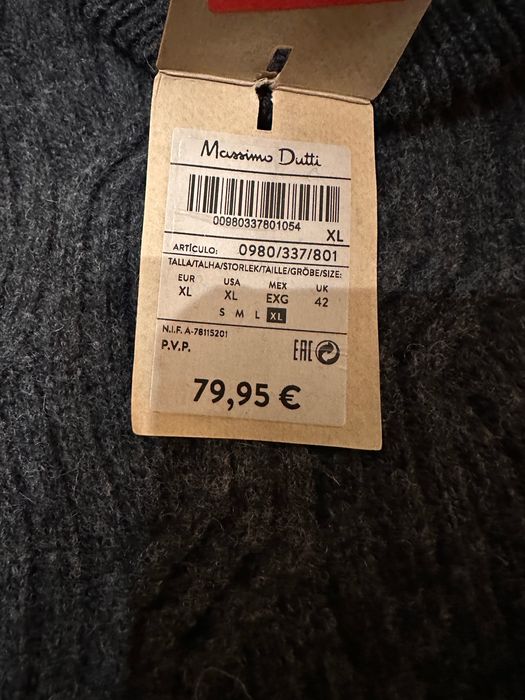 Massimo Dutti
00980337801054
XL
ARTÍCULO: 0980/337/801
TALLA/TALHA/STORLEK/TAILLE/GRÖBE/SIZE:
EUR USA MEX UK
XL XL EXG 42
S M L XL
N.I.F. A-78115201
P.V.P. EAC
79,95 €